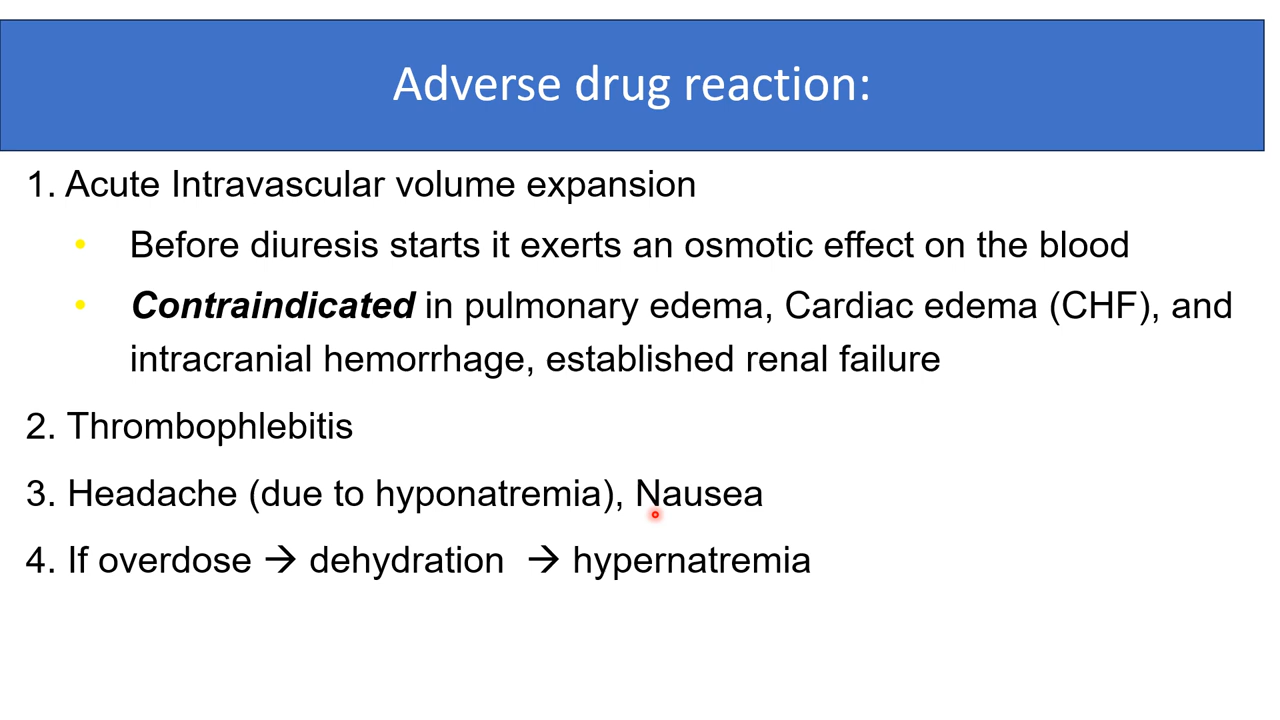 Adverse drug reaction:
1. Acute Intravascular volume expansion
• Before diuresis starts it exerts an osmotic effect on the blood
• Contraindicated in pulmonary edema, Cardiac edema (CHF), and
intracranial hemorrhage, established renal failure
2. Thrombophlebitis
3. Headache (due to hyponatremia), Nausea
4. If overdose → dehydration → hypernatremia